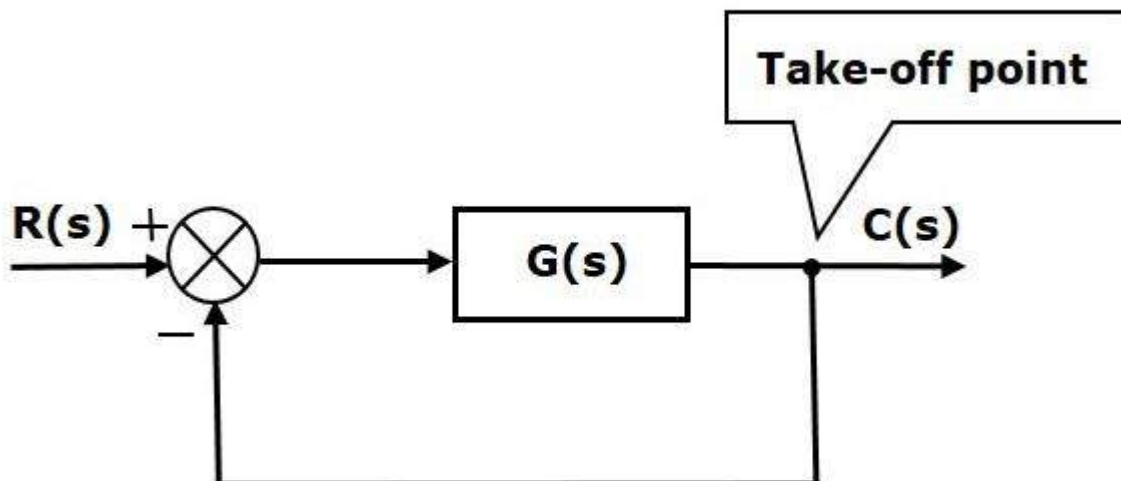 Take-off point
R(s) +
G(s)
C(s)
−